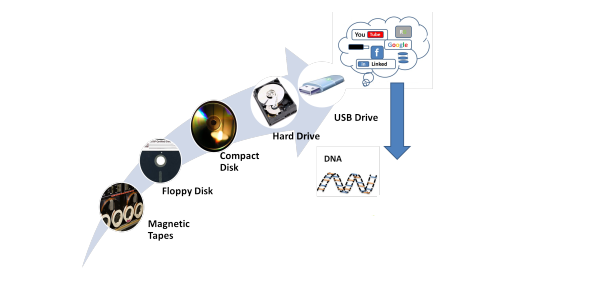 You Tube
Google
f
in Linked
USB Drive
Hard Drive
Compact
Disk
DNA
Floppy Disk
Magnetic
Tapes